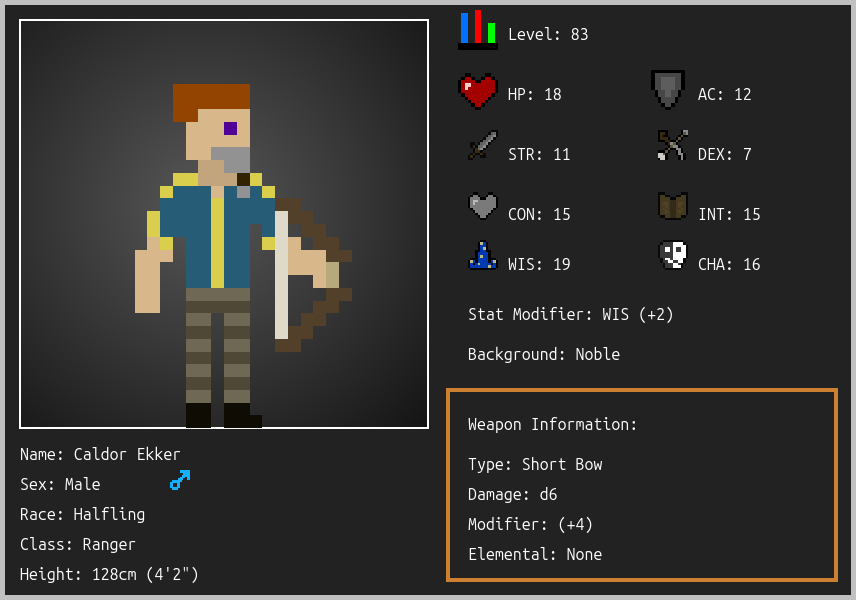 Level: 83
HP: 18
AC: 12
STR: 11
DEX: 7
CON: 15
INT: 15
WIS: 19
CHA: 16
Stat Modifier: WIS (+2)
Background: Noble
Weapon Information:
Type: Short Bow
Damage: d6
Modifier: (+4)
Elemental: None
Name: Caldor Ekker
Sex: Male
Race: Halfling
Class: Ranger
Height: 128cm (4'2")